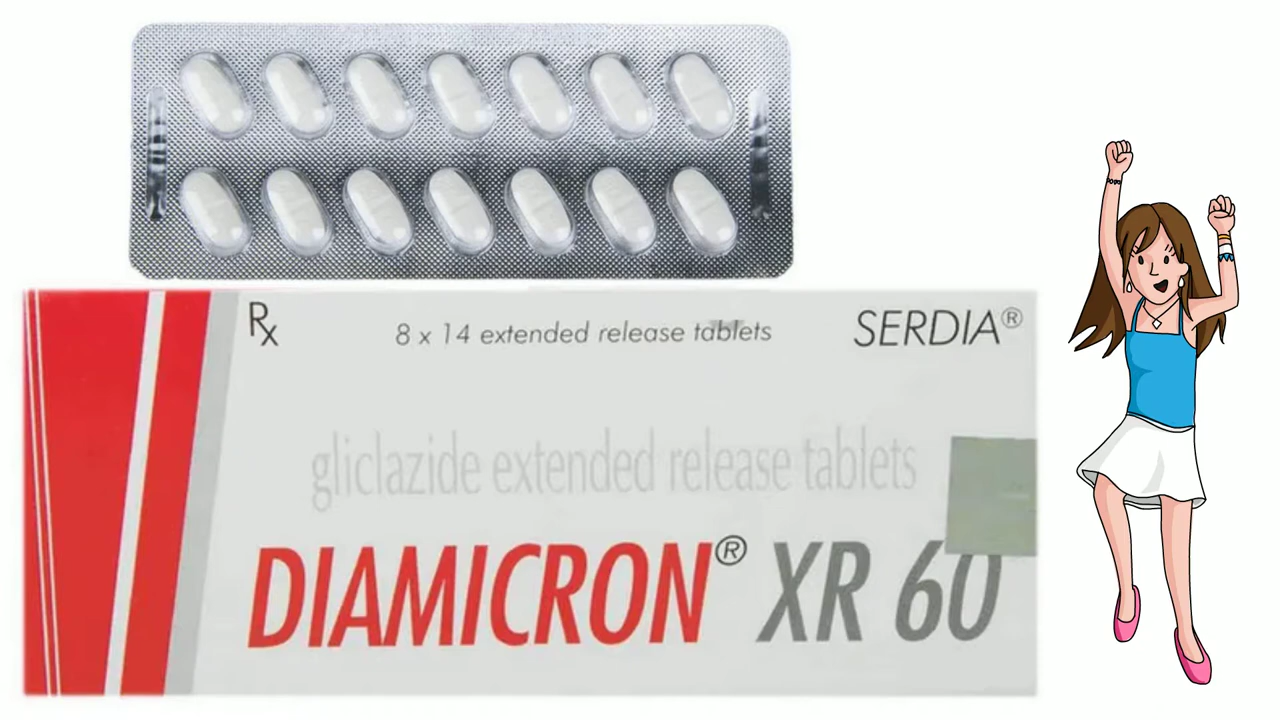 Rx
8 x 14 extended release tablets
SERDIA®
gliclazide extended release tablets
DIAMICRON® XR 60